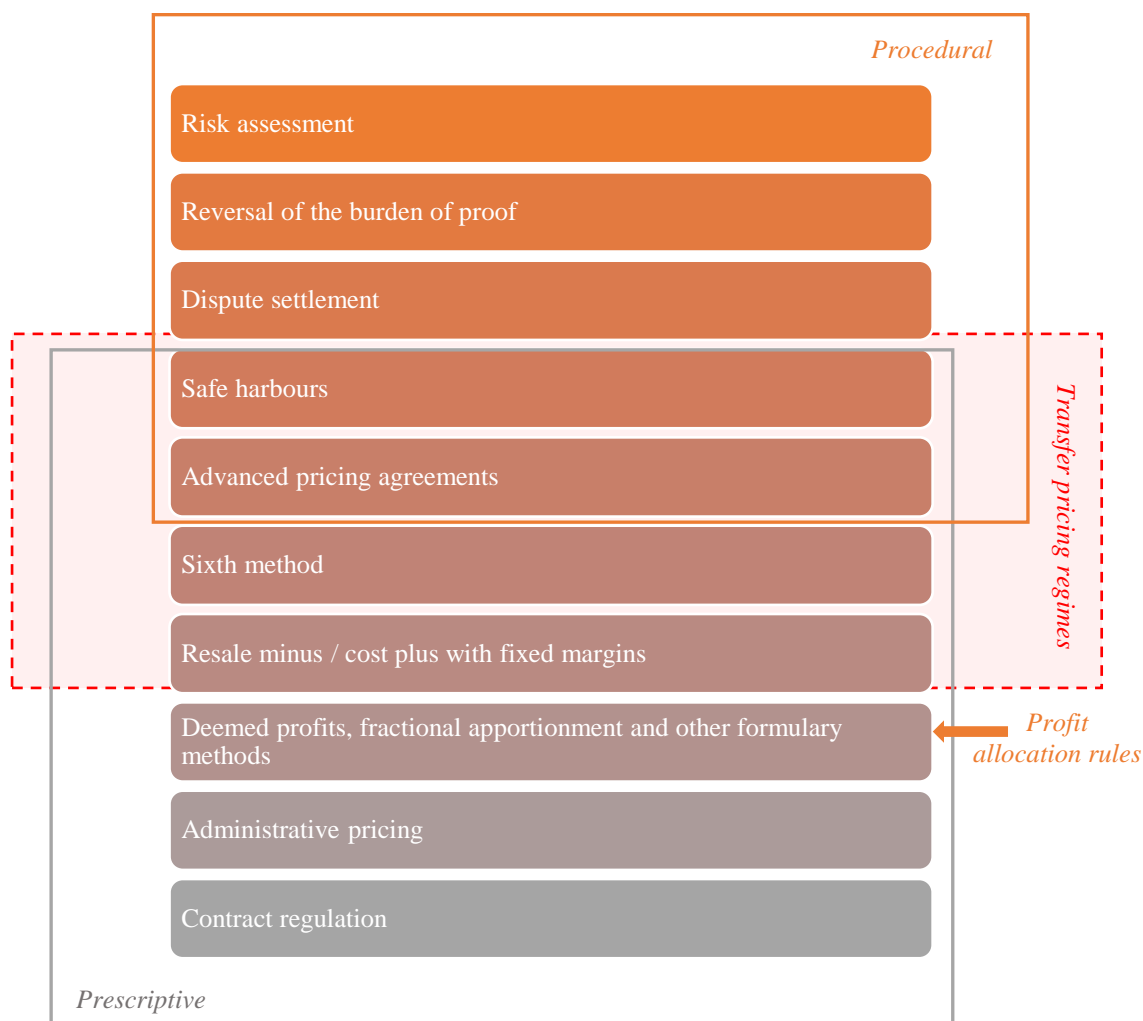 Procedural
Risk assessment
Reversal of the burden of proof
Dispute settlement
Safe harbours
Advanced pricing agreements
Sixth method
Resale minus / cost plus with fixed margins
Transfer pricing regimes
Deemed profits, fractional apportionment and other formulary
methods
Profit
allocation rules
Administrative pricing
Contract regulation
Prescriptive